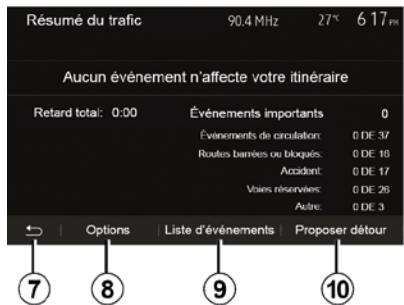 Résumé du trafic 90.4 MHz 27°C 6 17 PM
Aucun événement n'affecte votre itinéraire
Retard total: 0:00 Événements importants 0
Événements de circulation: 0 DE 37
Routes barrées ou bloqués: 0 DE 16
Accident: 0 DE 17
Voies réservées: 0 DE 26
Autre: 0 DE 3
Options Liste d'événements Proposer détour
7 8 9 10